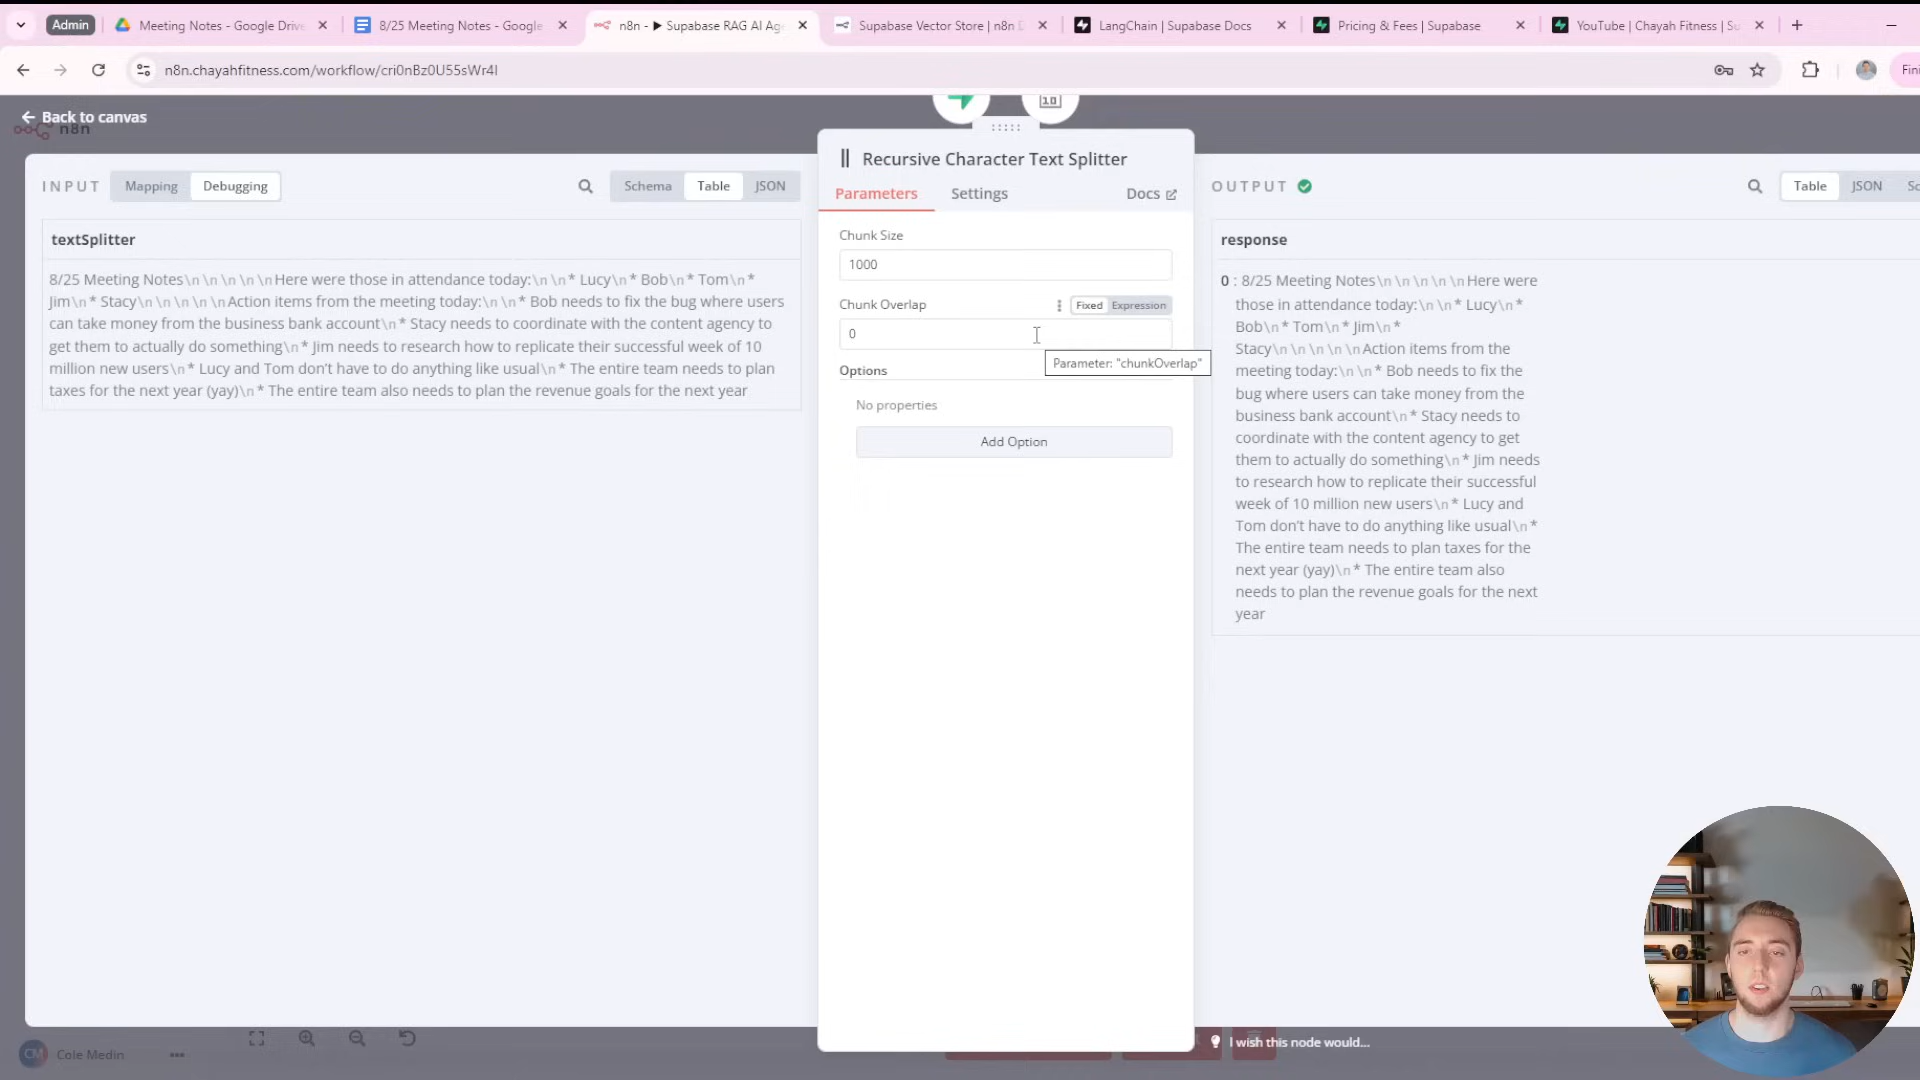 Admin
Meeting Notes - Google Drive
8/25 Meeting Notes - Google
n8n - ▶ Supabase RAG AI Age
Supabase Vector Store | n8n D
LangChain | Supabase Docs
Pricing & Fees | Supabase
YouTube | Chayah Fitness | Su
n8n.chayahfitness.com/workflow/cri0nBz0U55sWr4l
Fini
Back to canvas
n8n
Recursive Character Text Splitter
INPUT
Mapping
Debugging
Schema
Table
JSON
Parameters
Settings
Docs
OUTPUT
Table
JSON
Sc
textSplitter
8/25 Meeting Notes\n\n\n\n\nHere were those in attendance today:\n\n* Lucy\n* Bob\n* Tom\n*
Jim\n* Stacy\n\n\n\n\nAction items from the meeting today:\n\n* Bob needs to fix the bug where users
can take money from the business bank account\n* Stacy needs to coordinate with the content agency to
get them to actually do something\n* Jim needs to research how to replicate their successful week of 10
million new users\n* Lucy and Tom don't have to do anything like usual\n* The entire team needs to plan
taxes for the next year (yay)\n* The entire team also needs to plan the revenue goals for the next year
Chunk Size
1000
Chunk Overlap
Fixed
Expression
0
Parameter: "chunkOverlap"
Options
No properties
Add Option
response
0 : 8/25 Meeting Notes\n\n\n\n\nHere were
those in attendance today:\n\n* Lucy\n*
Bob\n* Tom\n* Jim\n*
Stacy\n\n\n\n\nAction items from the
meeting today:\n\n* Bob needs to fix the
bug where users can take money from the
business bank account\n* Stacy needs to
coordinate with the content agency to get
them to actually do something\n* Jim needs
to research how to replicate their successful
week of 10 million new users\n* Lucy and
Tom don't have to do anything like usual\n*
The entire team needs to plan taxes for the
next year (yay)\n* The entire team also
needs to plan the revenue goals for the next
year
CM
Cole Medin
I wish this node would...